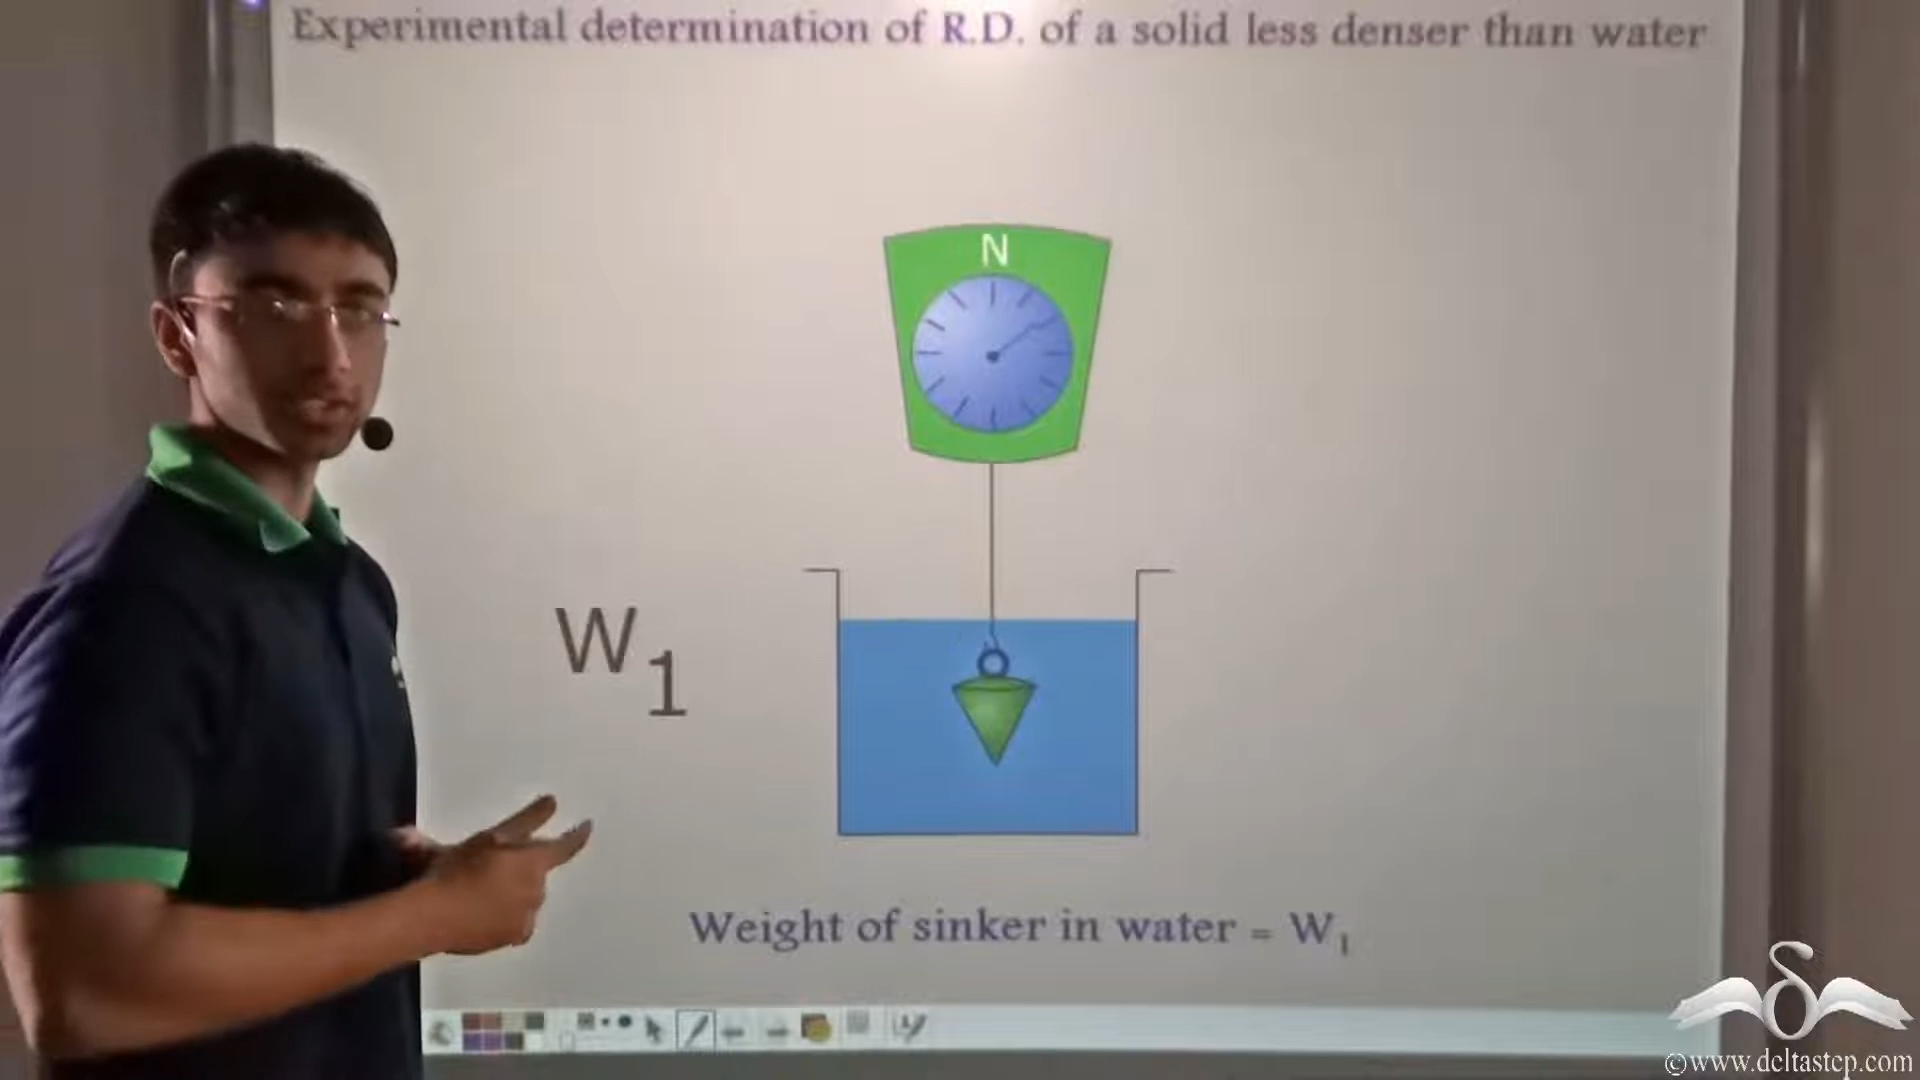 Experimental determination of R.D. of a solid less denser than water
N
W1
Weight of sinker in water = W1
©www.deltastep.com